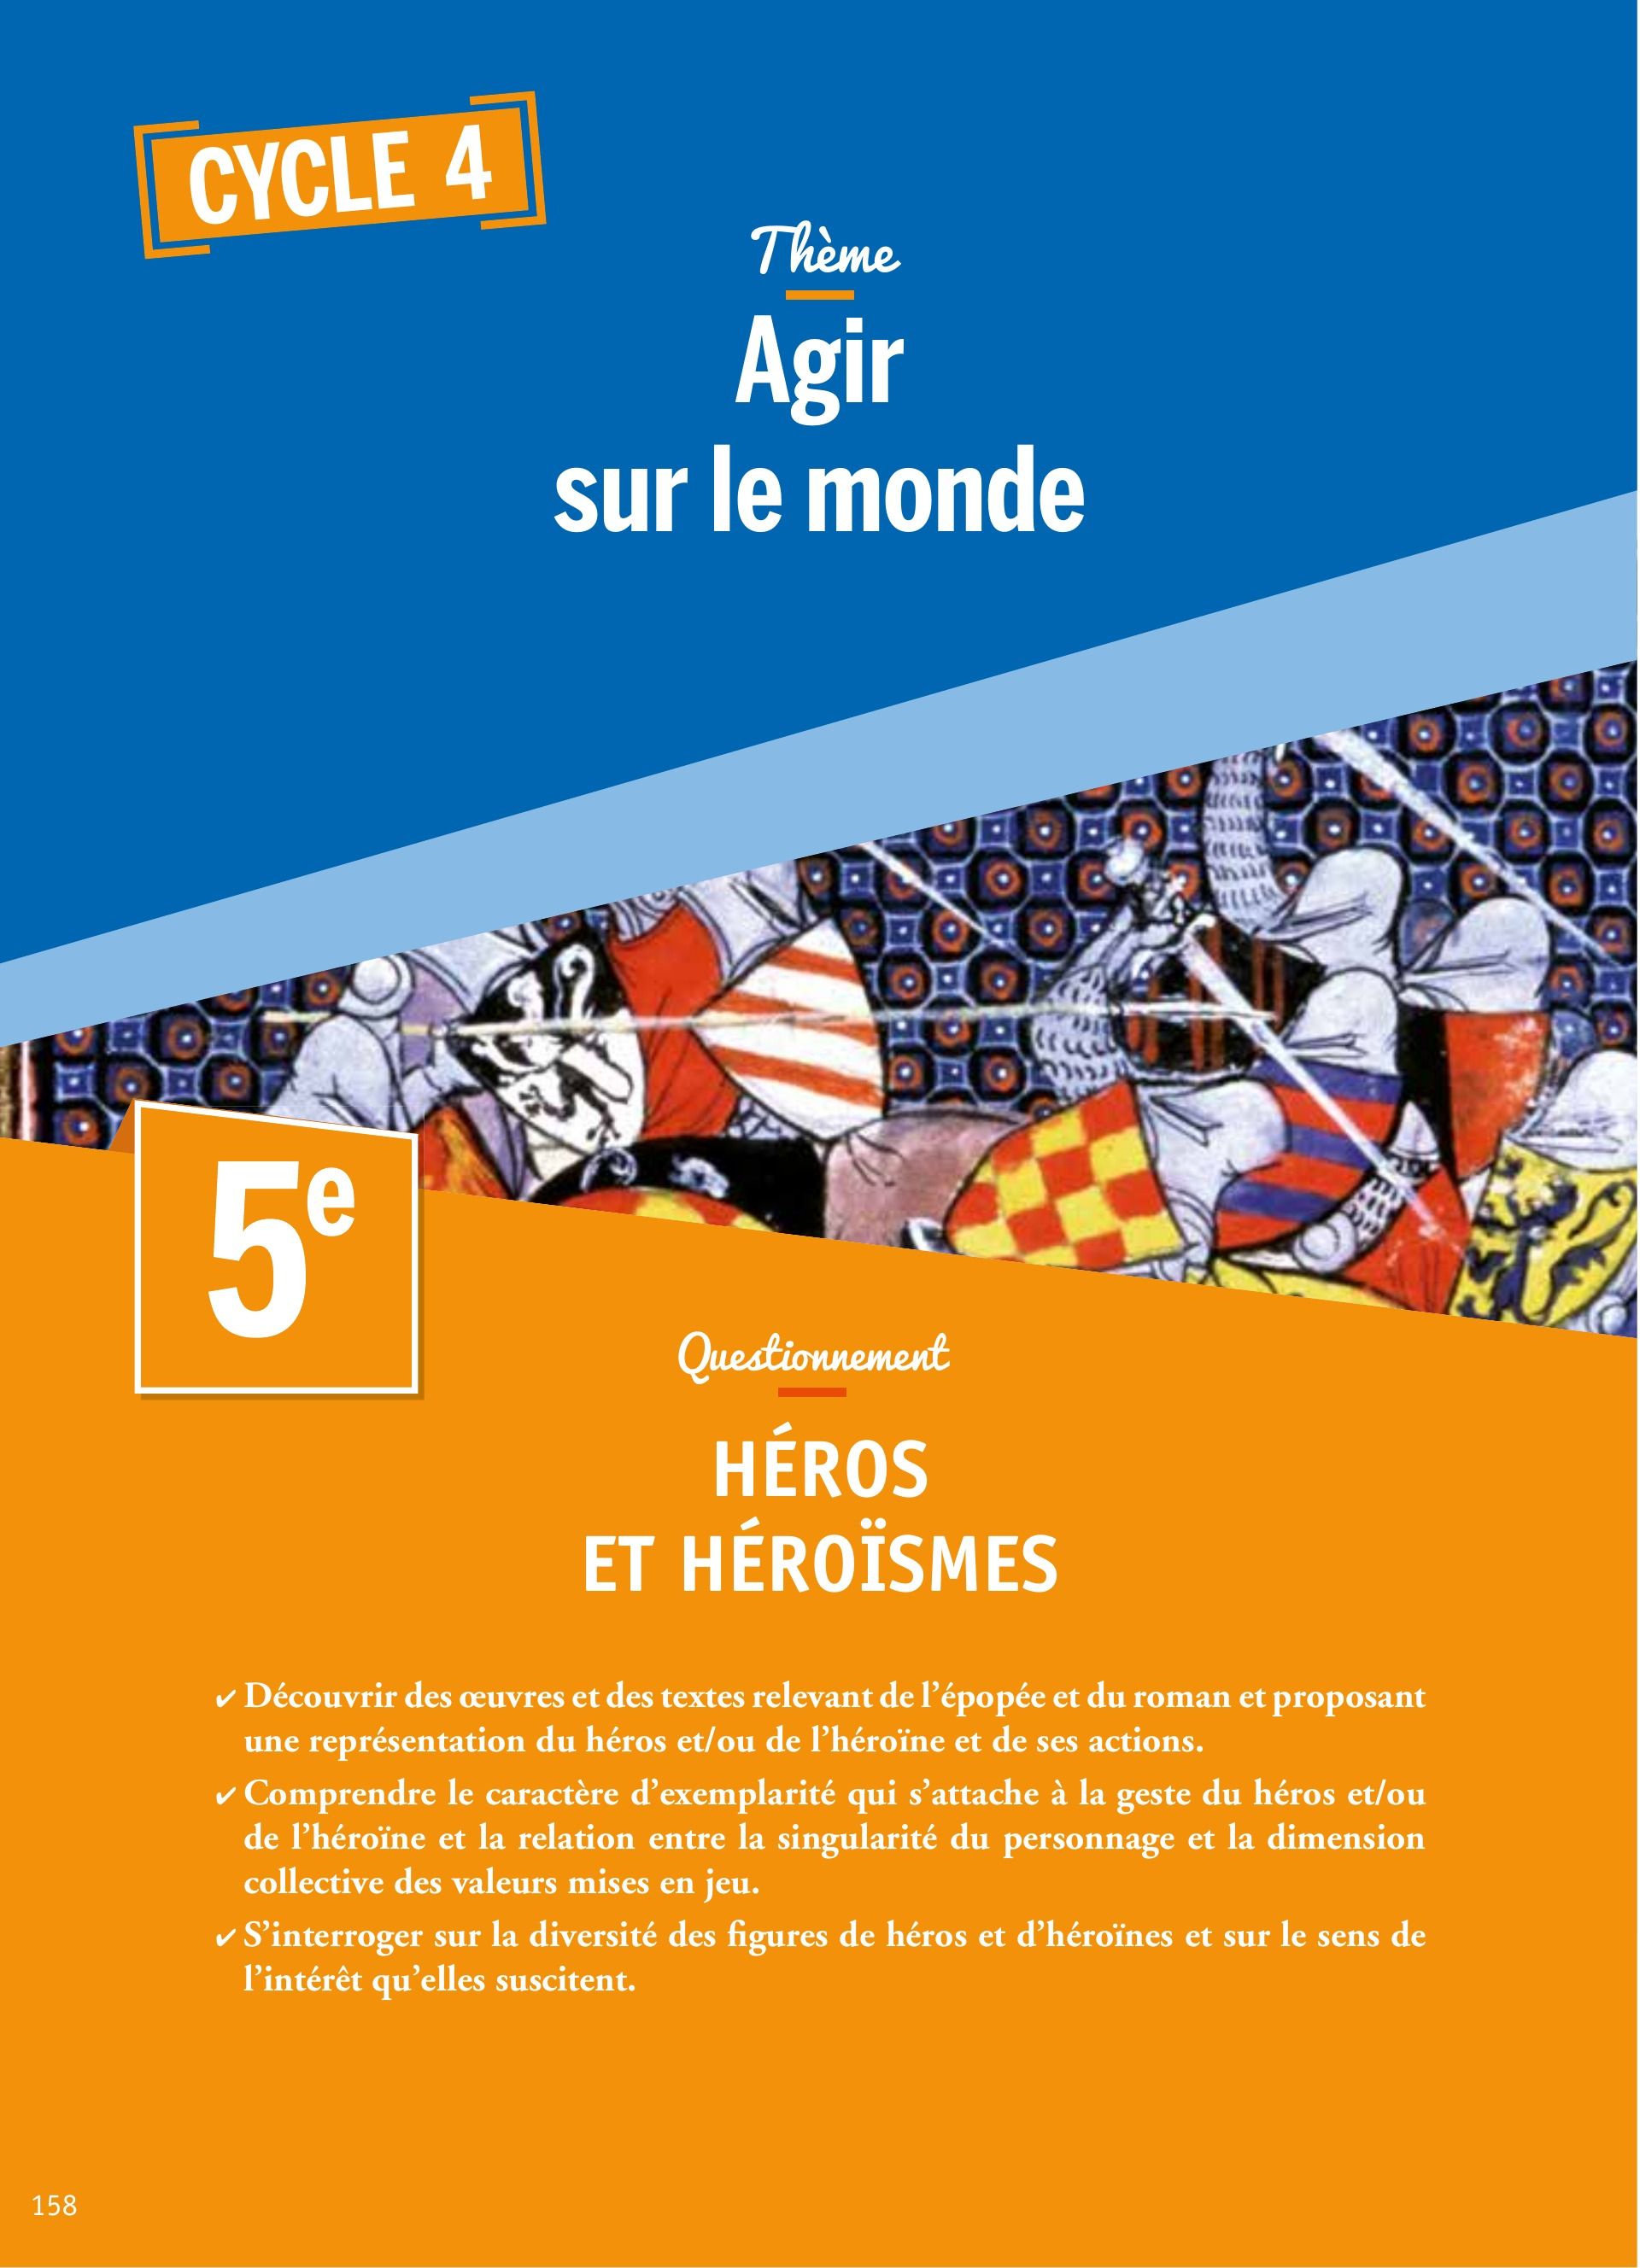 CYCLE 4
Thème
Agir
sur le monde
5e
Questionnement
HÉROS
ET HÉROÏSMES
✔ Découvrir des œuvres et des textes relevant de l’épopée et du roman et proposant
une représentation du héros et/ou de l’héroïne et de ses actions.
✔ Comprendre le caractère d’exemplarité qui s’attache à la geste du héros et/ou
de l’héroïne et la relation entre la singularité du personnage et la dimension
collective des valeurs mises en jeu.
✔ S’interroger sur la diversité des figures de héros et d’héroïnes et sur le sens de
l’intérêt qu’elles suscitent.
158